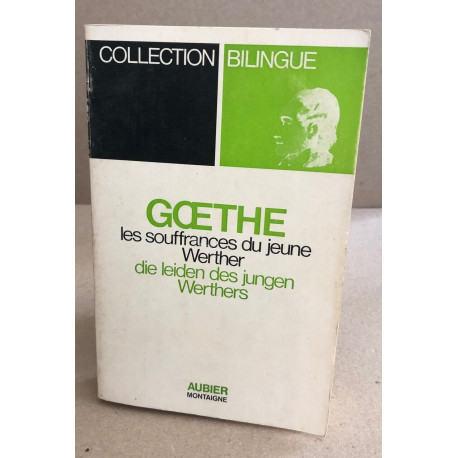 COLLECTION BILINGUE
GŒTHE
les souffrances du jeune
Werther
die leiden des jungen
Werthers
AUBIER
MONTAIGNE